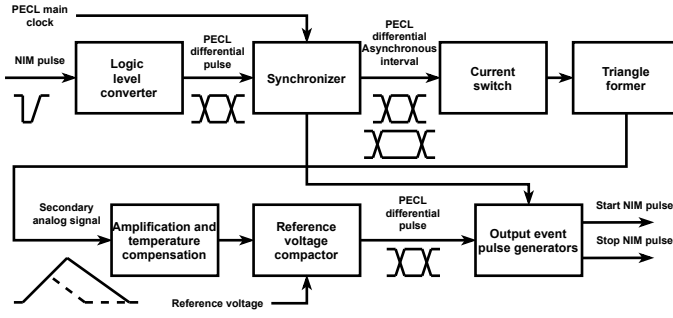 PECL main
clock
NIM pulse
Logic
level
converter
PECL
differential
pulse
Synchronizer
PECL
differential
Asynchronous
interval
Current
switch
Triangle
former
Secondary
analog signal
Amplification and
temperature
compensation
Reference
voltage
compactor
Reference voltage
PECL
differential
pulse
Output event
pulse generators
Start NIM pulse
Stop NIM pulse